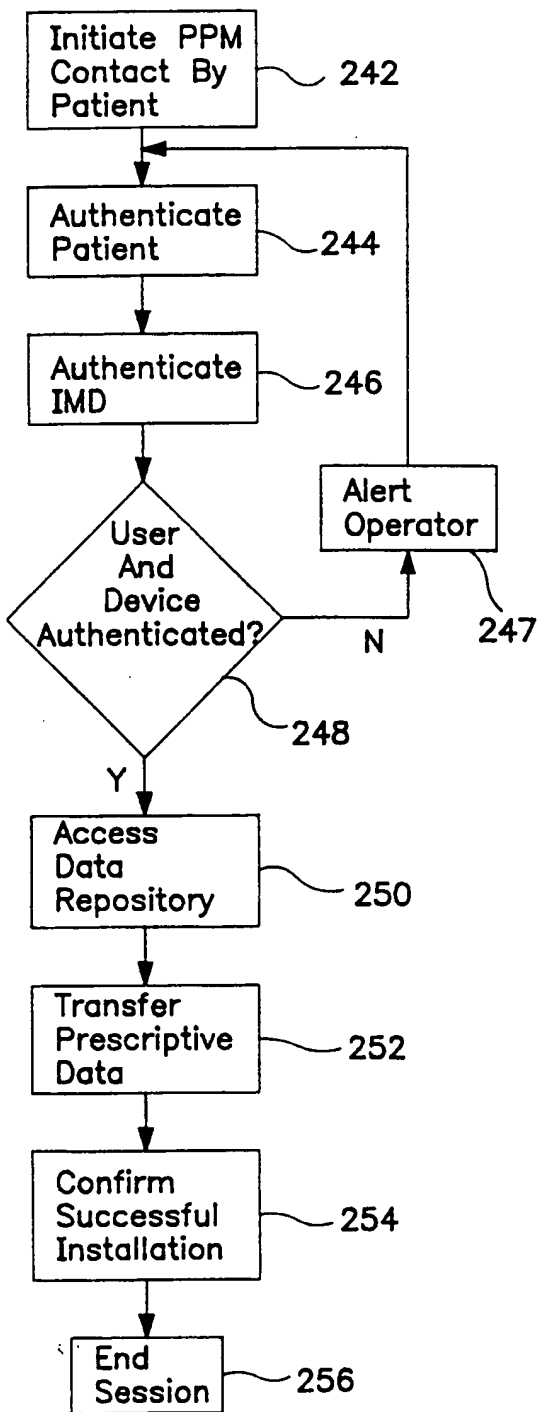 Initiate PPM
Contact By
Patient
242
Authenticate
Patient
244
Authenticate
IMD
246
User
And
Device
Authenticated?
248
N
Alert
Operator
247
Y
Access
Data
Repository
250
Transfer
Prescriptive
Data
252
Confirm
Successful
Installation
254
End
Session
256